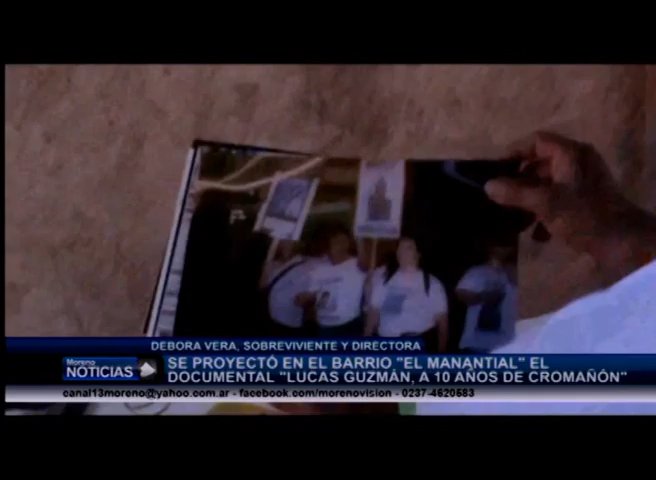 DEBORA VERA, SOBREVIVIENTE Y DIRECTORA
Moreno
NOTICIAS
SE PROYECTÓ EN EL BARRIO "EL MANANTIAL" EL
DOCUMENTAL "LUCAS GUZMÁN, A 10 AÑOS DE CROMAÑÓN"
canal13moreno@yahoo.com.ar - facebook.com/morenovision - 0237-4620583